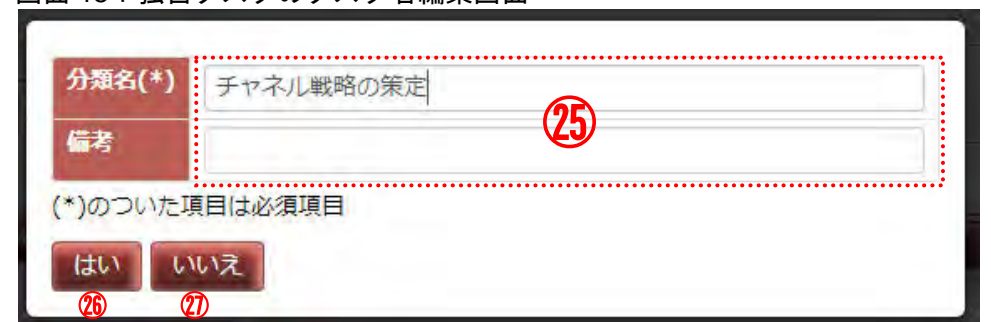 分類名(*)
チャネル戦略の策定
㉕
備考
(*)のついた項目は必須項目
はい いいえ
㉖ ㉗